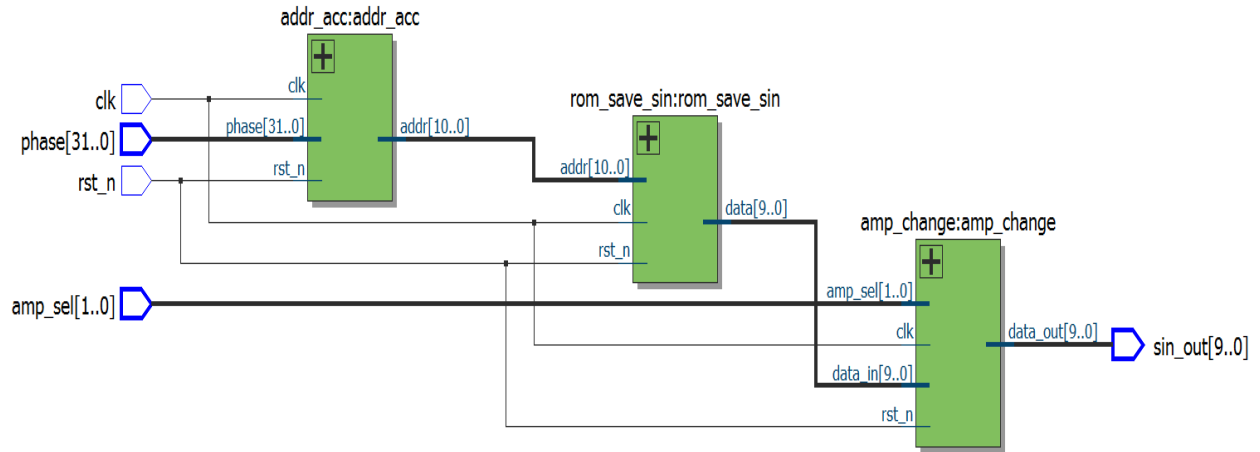 addr_acc:addr_acc
clk
clk
phase[31..0]
phase[31..0]
addr[10..0]
rst_n
rst_n
rom_save_sin:rom_save_sin
addr[10..0]
clk
data[9..0]
rst_n
amp_change:amp_change
amp_sel[1..0]
amp_sel[1..0]
clk
data_out[9..0]
sin_out[9..0]
data_in[9..0]
rst_n